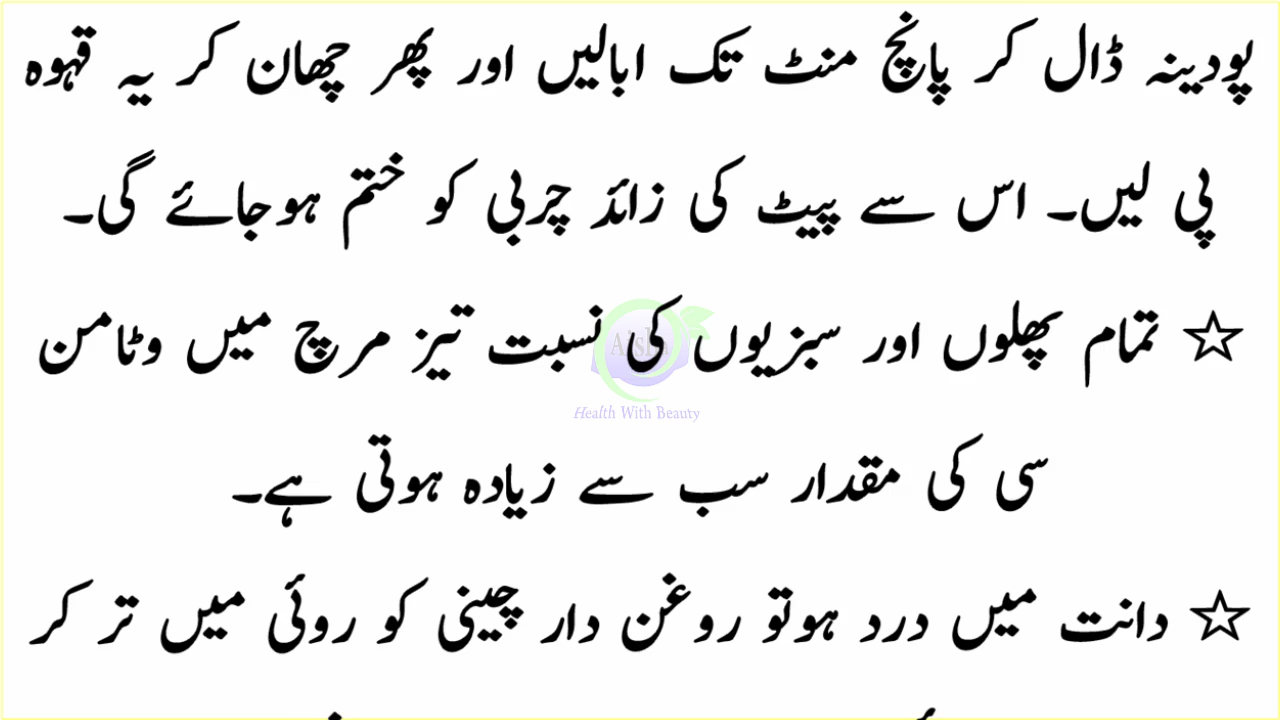 پودینہ ڈال کر پانچ منٹ تک ابالیں اور پھر چھان کر یہ قہوہ
پی لیں۔ اس سے پیٹ کی زائد چربی کو ختم ہوجائے گی۔
☆ تمام پھلوں اور سبزیوں کی نسبت تیز مرچ میں وٹامن
Health With Beauty
سی کی مقدار سب سے زیادہ ہوتی ہے۔
☆ دانت میں درد ہوتو روغن دار چینی کو روئی میں تر کر